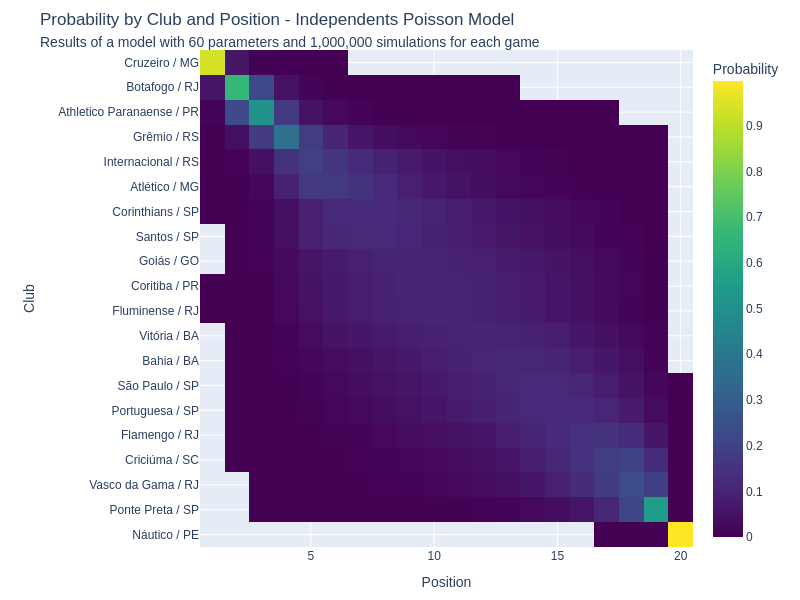 Probability by Club and Position - Independents Poisson Model
Results of a model with 60 parameters and 1,000,000 simulations for each game
Probability
Club
Cruzeiro / MG
Botafogo / RJ
Athletico Paranaense / PR
Grêmio / RS
Internacional / RS
Atlético / MG
Corinthians / SP
Santos / SP
Goiás / GO
Coritiba / PR
Fluminense / RJ
Vitória / BA
Bahia / BA
São Paulo / SP
Portuguesa / SP
Flamengo / RJ
Criciúma / SC
Vasco da Gama / RJ
Ponte Preta / SP
Náutico / PE
0.9
0.8
0.7
0.6
0.5
0.4
0.3
0.2
0.1
0
5
10
15
20
Position